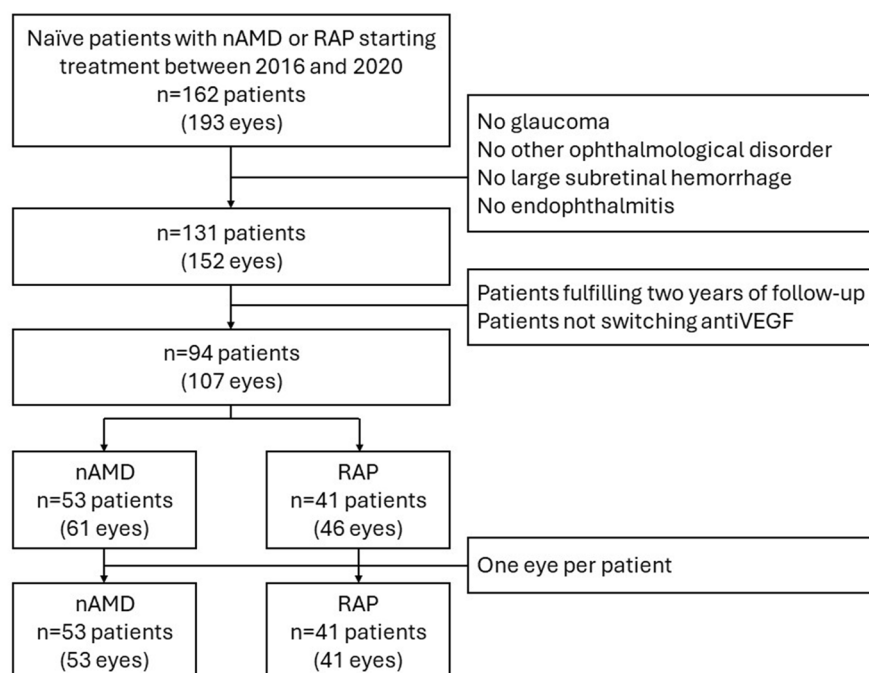 Naïve patients with nAMD or RAP starting
treatment between 2016 and 2020
n=162 patients
(193 eyes)
No glaucoma
No other ophthalmological disorder
No large subretinal hemorrhage
No endophthalmitis
n=131 patients
(152 eyes)
Patients fulfilling two years of follow-up
Patients not switching antiVEGF
n=94 patients
(107 eyes)
nAMD
n=53 patients
(61 eyes)
RAP
n=41 patients
(46 eyes)
One eye per patient
nAMD
n=53 patients
(53 eyes)
RAP
n=41 patients
(41 eyes)